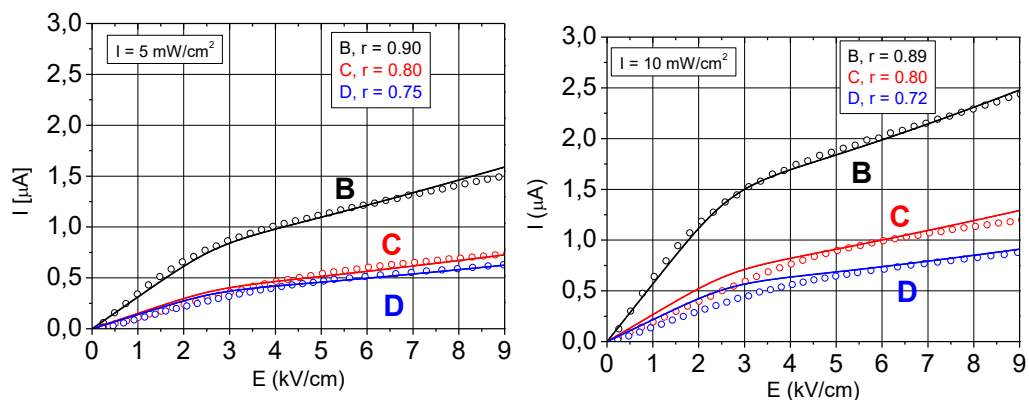 3,0
2,5
2,0
1,5
1,0
0,5
0,0
I [µA]
I = 5 mW/cm²
B, r = 0.90
C, r = 0.80
D, r = 0.75
B
C
D
0 1 2 3 4 5 6 7 8 9
E (kV/cm)
3,0
2,5
2,0
1,5
1,0
0,5
0,0
I (µA)
I = 10 mW/cm²
B, r = 0.89
C, r = 0.80
D, r = 0.72
B
C
D
0 1 2 3 4 5 6 7 8 9
E (kV/cm)